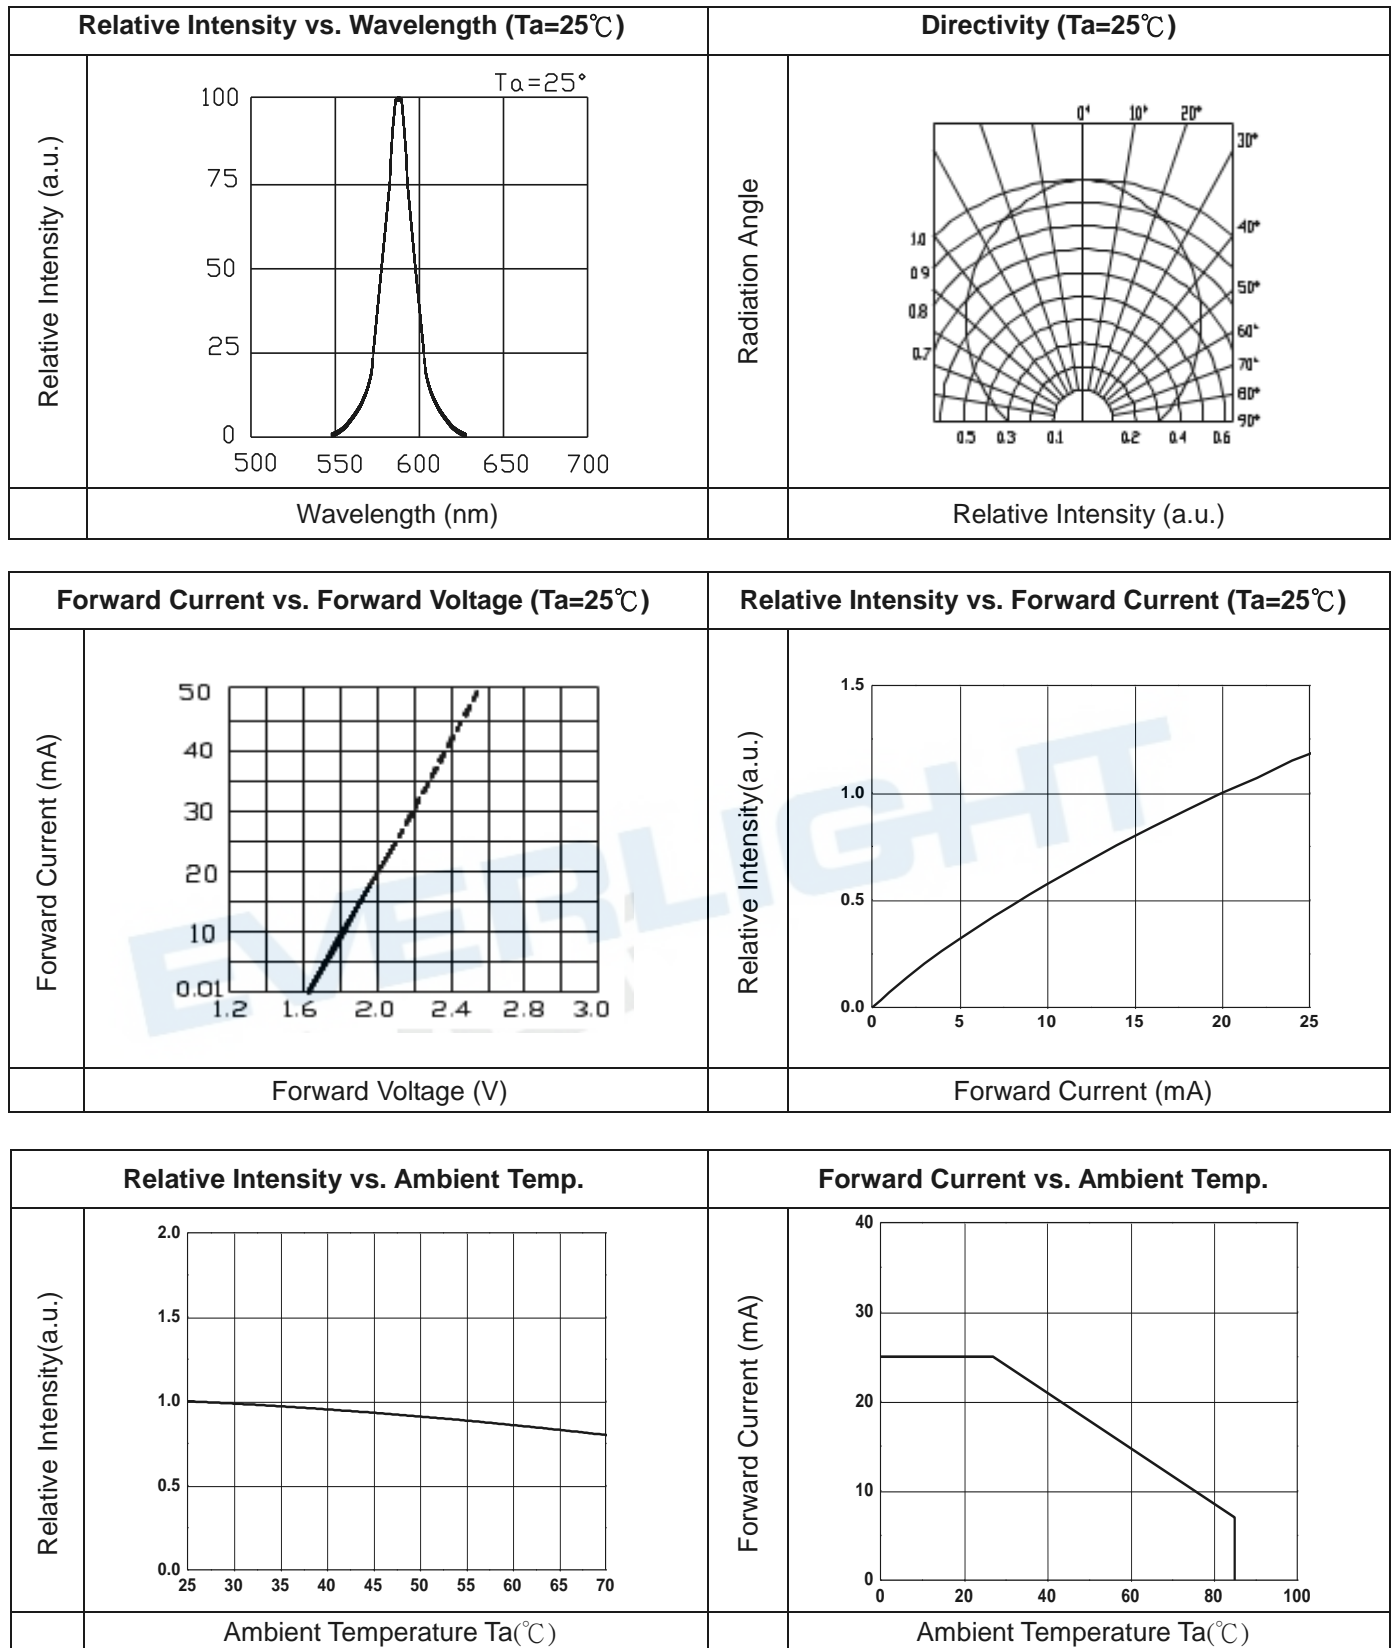 Relative Intensity vs. Wavelength (Ta=25℃)
Directivity (Ta=25℃)
Relative Intensity (a.u.)
Ta=25°
100
75
50
25
0
500 550 600 650 700
Wavelength (nm)
Radiation Angle
0° 10° 20°
30°
40°
50°
60°
70°
80°
90°
1.0
0.9
0.8
0.7
0.5 0.3 0.1 0.2 0.4 0.6
Relative Intensity (a.u.)
Forward Current vs. Forward Voltage (Ta=25℃)
Relative Intensity vs. Forward Current (Ta=25℃)
Forward Current (mA)
50
40
30
20
10
0.01
1.2 1.6 2.0 2.4 2.8 3.0
Forward Voltage (V)
Relative Intensity(a.u.)
1.5
1.0
0.5
0.0
0 5 10 15 20 25
Forward Current (mA)
EVERLIGHT
Relative Intensity vs. Ambient Temp.
Forward Current vs. Ambient Temp.
Relative Intensity(a.u.)
2.0
1.5
1.0
0.5
0.0
25 30 35 40 45 50 55 60 65 70
Ambient Temperature Ta(℃)
Forward Current (mA)
40
30
20
10
0
0 20 40 60 80 100
Ambient Temperature Ta(℃)